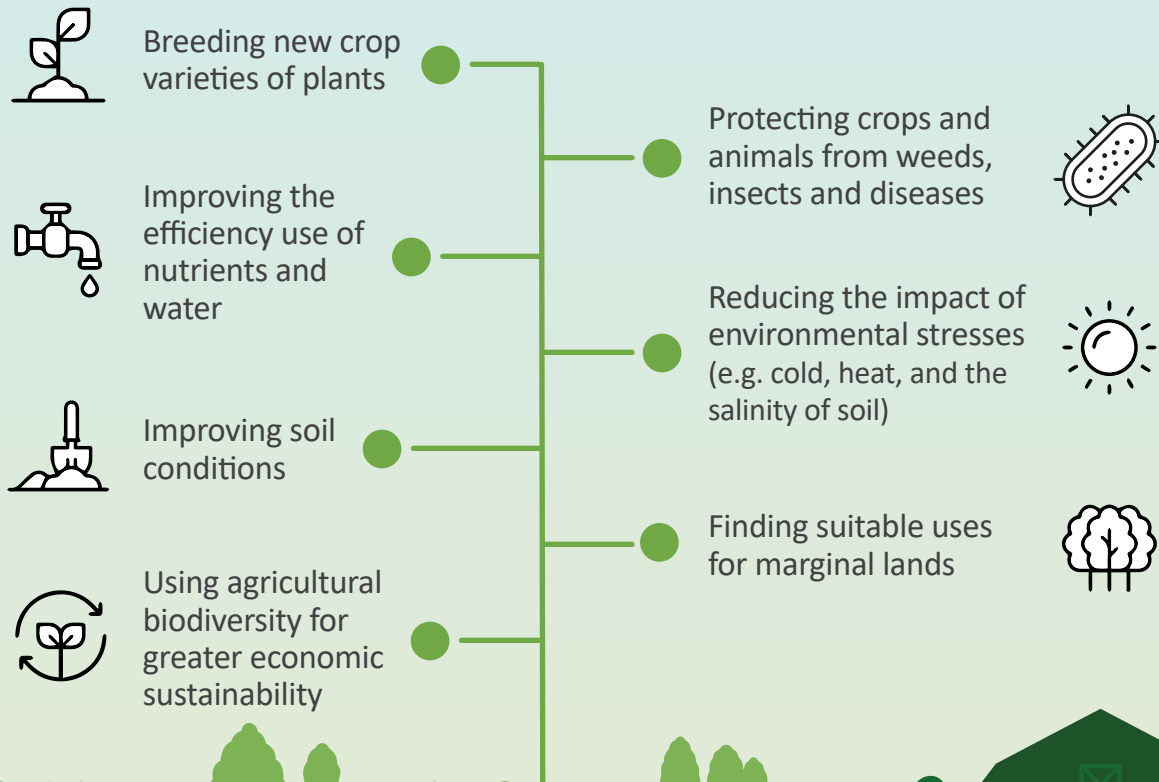 Breeding new crop
varieties of plants
Protecting crops and
animals from weeds,
insects and diseases
Improving the
efficiency use of
nutrients and
water
Reducing the impact of
environmental stresses
(e.g. cold, heat, and the
salinity of soil)
Improving soil
conditions
Finding suitable uses
for marginal lands
Using agricultural
biodiversity for
greater economic
sustainability